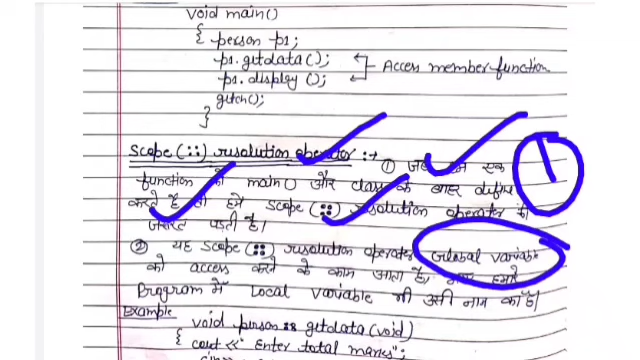 void main()
{ person p1;
p1.getdata();
p1.display();
Access member function
getch();
}
Scope (::) resolution operator :→ ① जब हम एक
function को main() और class के बाहर define
करते है तो हमे scope (::) resolution operator की
जरूरत पड़ती है।
② यह scope (::) resolution operator Global variable
को access करने के काम आता है। जब हमारे
Program में Local variable भी उसी नाम का हो।
Example
void person :: getdata(void)
{ cout << "Enter total marks";